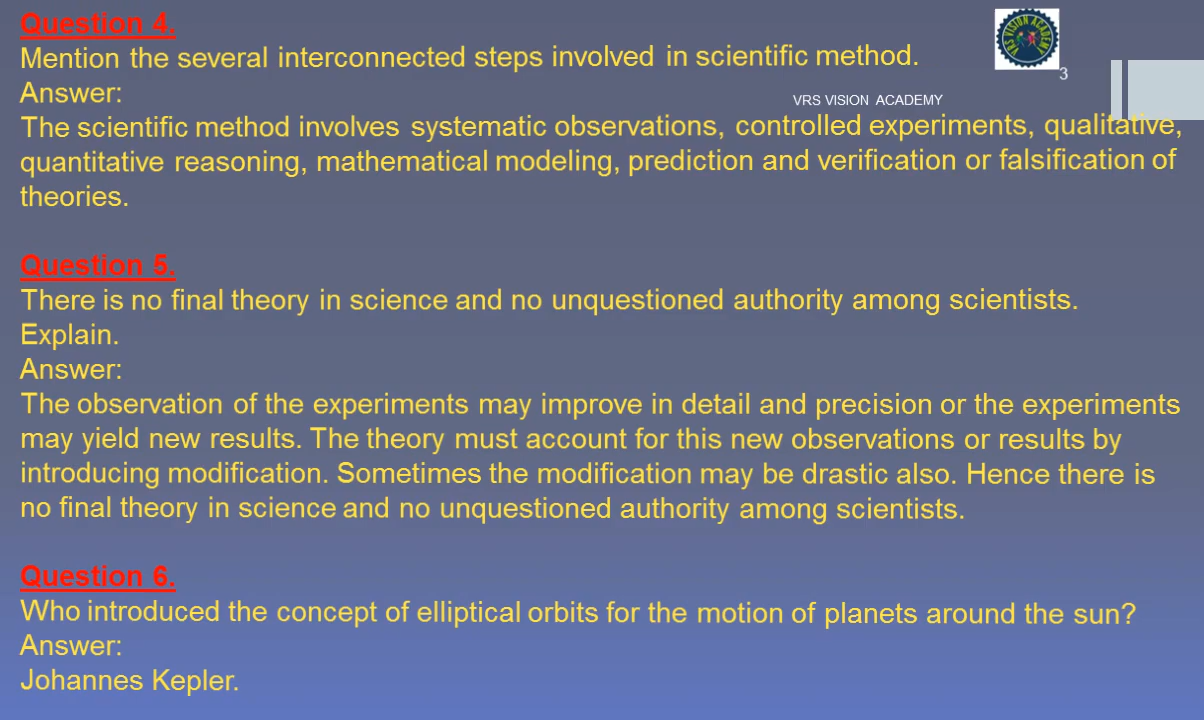 Question 4.
Mention the several interconnected steps involved in scientific method.
3
Answer:
VRS VISION ACADEMY
The scientific method involves systematic observations, controlled experiments, qualitative,
quantitative reasoning, mathematical modeling, prediction and verification or falsification of
theories.
Question 5.
There is no final theory in science and no unquestioned authority among scientists.
Explain.
Answer:
The observation of the experiments may improve in detail and precision or the experiments
may yield new results. The theory must account for this new observations or results by
introducing modification. Sometimes the modification may be drastic also. Hence there is
no final theory in science and no unquestioned authority among scientists.
Question 6.
Who introduced the concept of elliptical orbits for the motion of planets around the sun?
Answer:
Johannes Kepler.